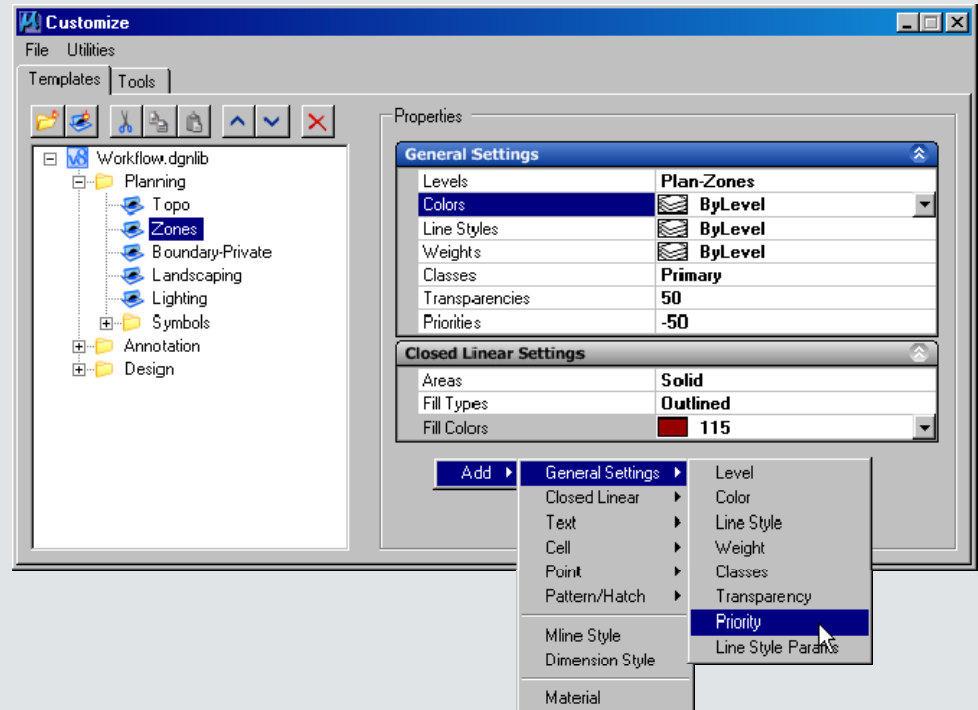 Customize
File Utilities
Templates Tools
Properties
v8 Workflow.dgnlib
Planning
Topo
Zones
Boundary-Private
Landscaping
Lighting
Symbols
Annotation
Design
General Settings
Levels Plan-Zones
Colors ByLevel
Line Styles ByLevel
Weights ByLevel
Classes Primary
Transparencies 50
Priorities -50
Closed Linear Settings
Areas Solid
Fill Types Outlined
Fill Colors 115
Add
General Settings
Closed Linear
Text
Cell
Point
Pattern/Hatch
Mline Style
Dimension Style
Material
Level
Color
Line Style
Weight
Classes
Transparency
Priority
Line Style Params